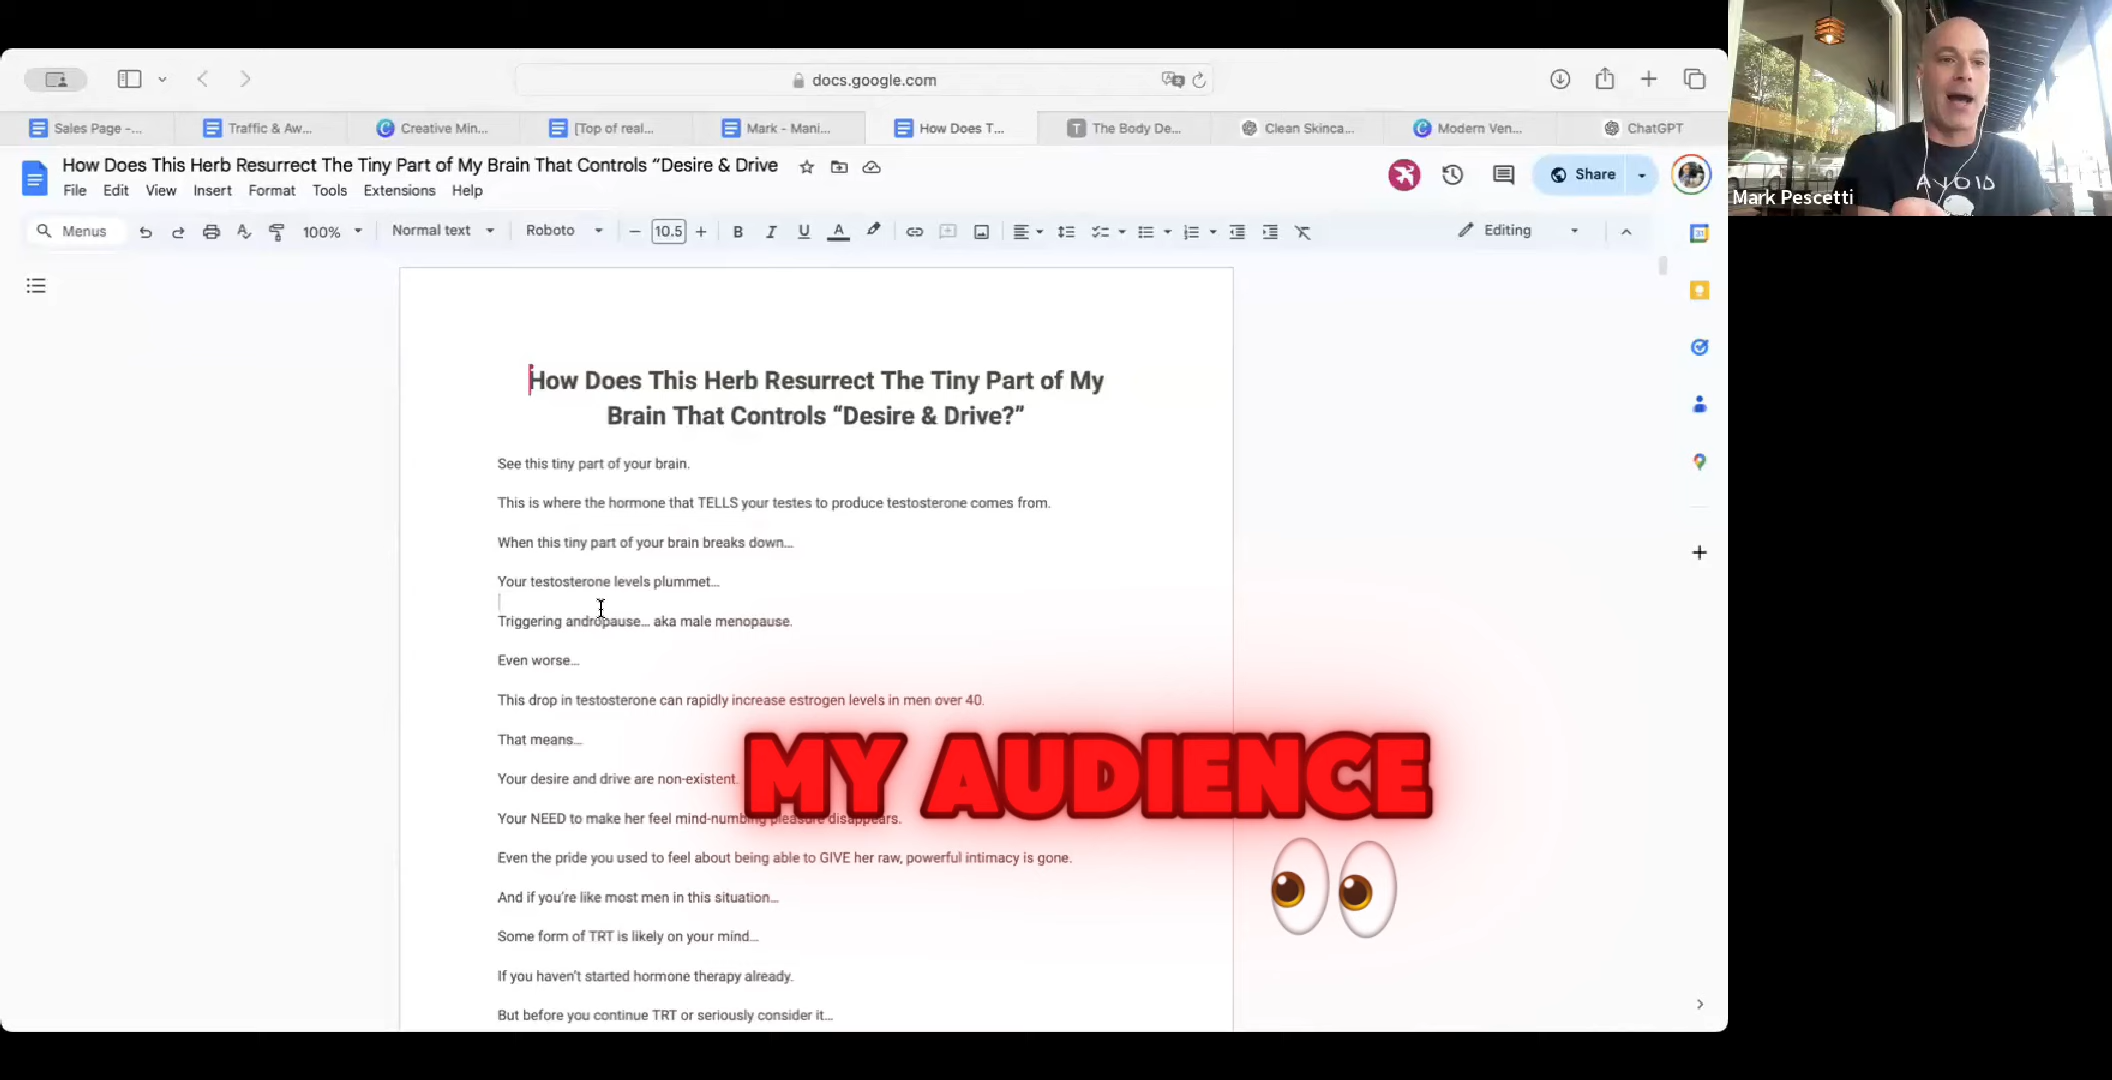 docs.google.com
Sales Page -...
Traffic & Aw...
Creative Min...
[Top of real...
Mark - Mani...
How Does T...
The Body De...
Clean Skinca...
Modern Ven...
ChatGPT
How Does This Herb Resurrect The Tiny Part of My Brain That Controls “Desire & Drive
File Edit View Insert Format Tools Extensions Help
Share
Menus
100%
Normal text
Roboto
10.5
Editing
Mark Pescetti
AVOID
How Does This Herb Resurrect The Tiny Part of My
Brain That Controls “Desire & Drive?”
See this tiny part of your brain.
This is where the hormone that TELLS your testes to produce testosterone comes from.
When this tiny part of your brain breaks down…
Your testosterone levels plummet…
Triggering andropause… aka male menopause.
Even worse…
This drop in testosterone can rapidly increase estrogen levels in men over 40.
That means…
Your desire and drive are non-existent.
Your NEED to make her feel mind-numbing pleasure disappears.
Even the pride you used to feel about being able to GIVE her raw, powerful intimacy is gone.
And if you’re like most men in this situation…
Some form of TRT is likely on your mind…
If you haven’t started hormone therapy already.
But before you continue TRT or seriously consider it…
MY AUDIENCE